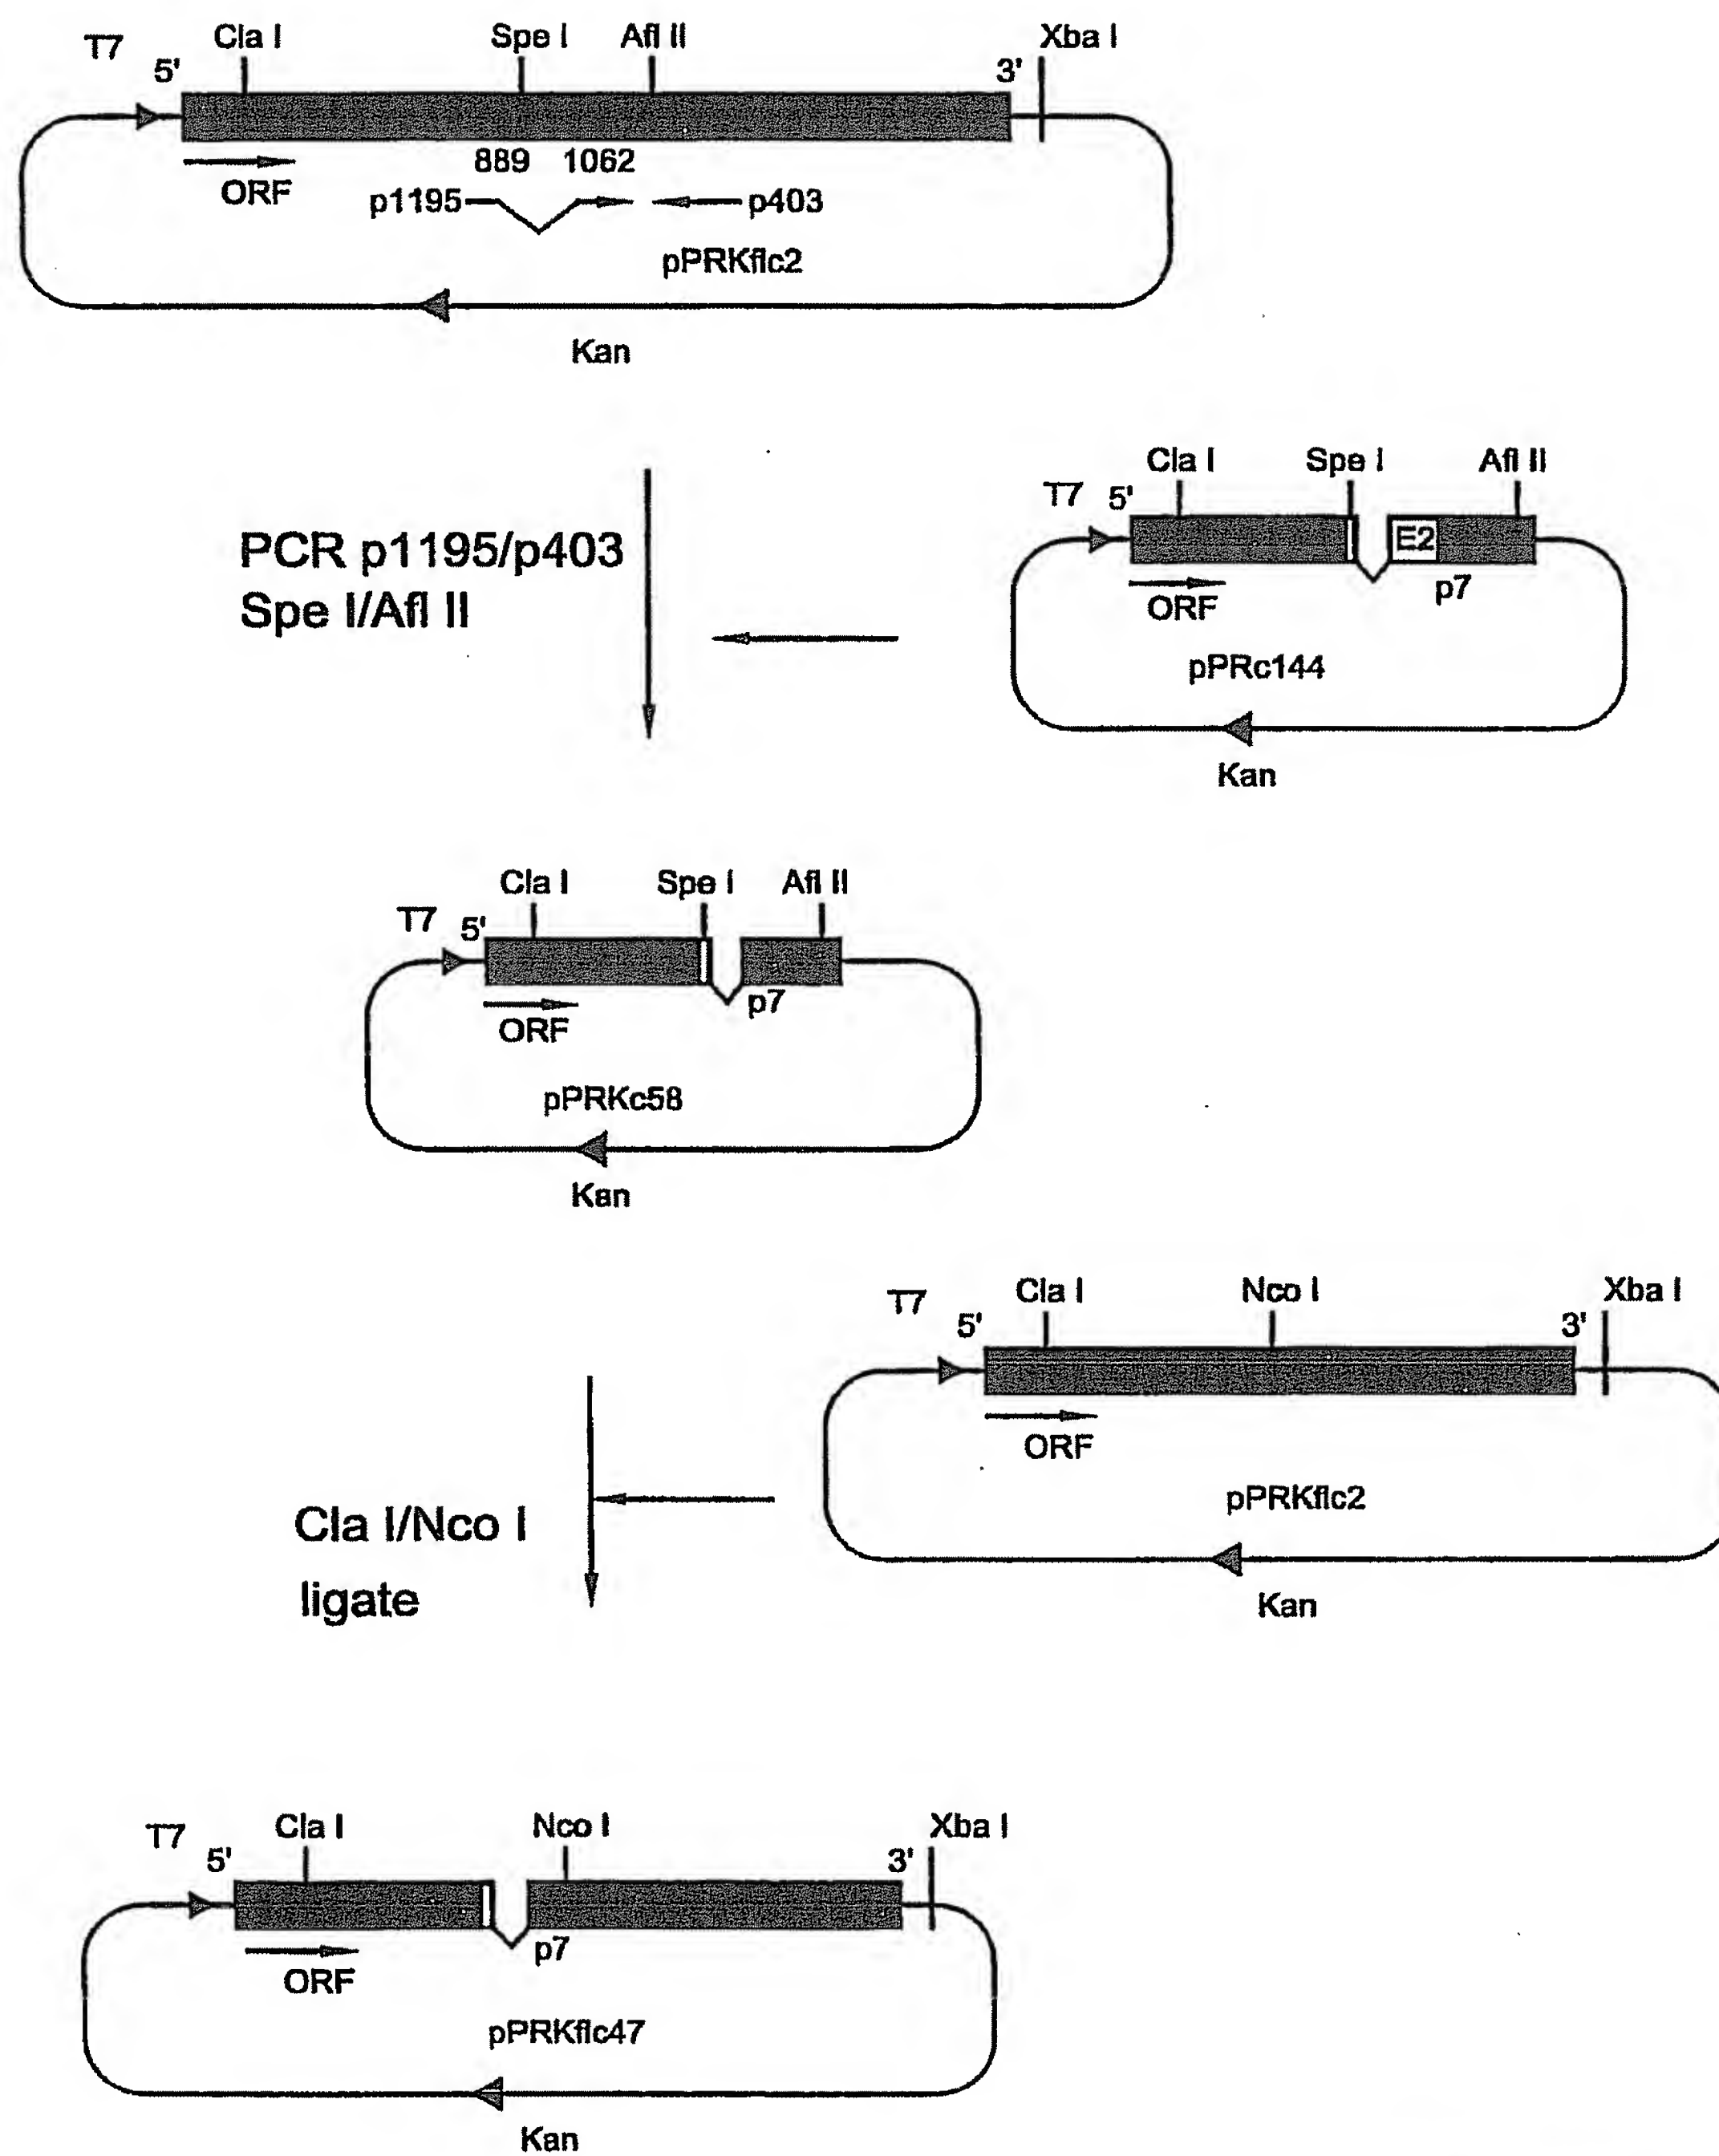 Cla I Spe I Afl II Xba I
T7 5' 3'
889 1062
ORF
p1195 p403
pPRKflc2
Kan
Cla I Spe I Afl II
T7 5'
E2
p7
ORF
pPRc144
Kan
PCR p1195/p403
Spe I/Afl II
Cla I Spe I Afl II
T7 5'
p7
ORF
pPRKc58
Kan
Cla I Nco I Xba I
T7 5' 3'
ORF
pPRKflc2
Kan
Cla I/Nco I
ligate
Cla I Nco I Xba I
T7 5' 3'
p7
ORF
pPRKflc47
Kan